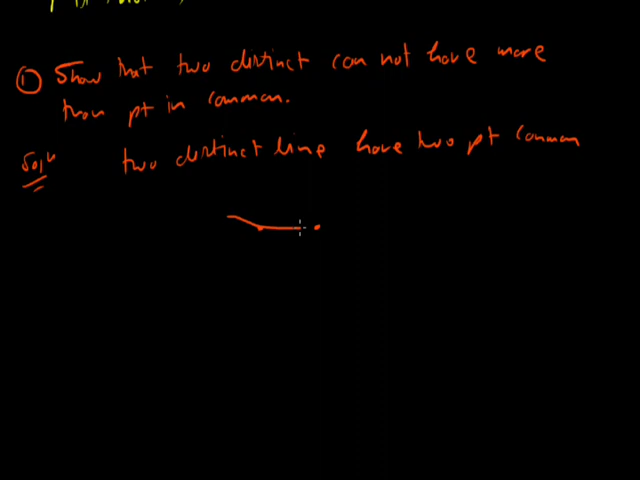 ① Show that two distinct can not have more
than pt in common.
Solⁿ two distinct line have two pt common